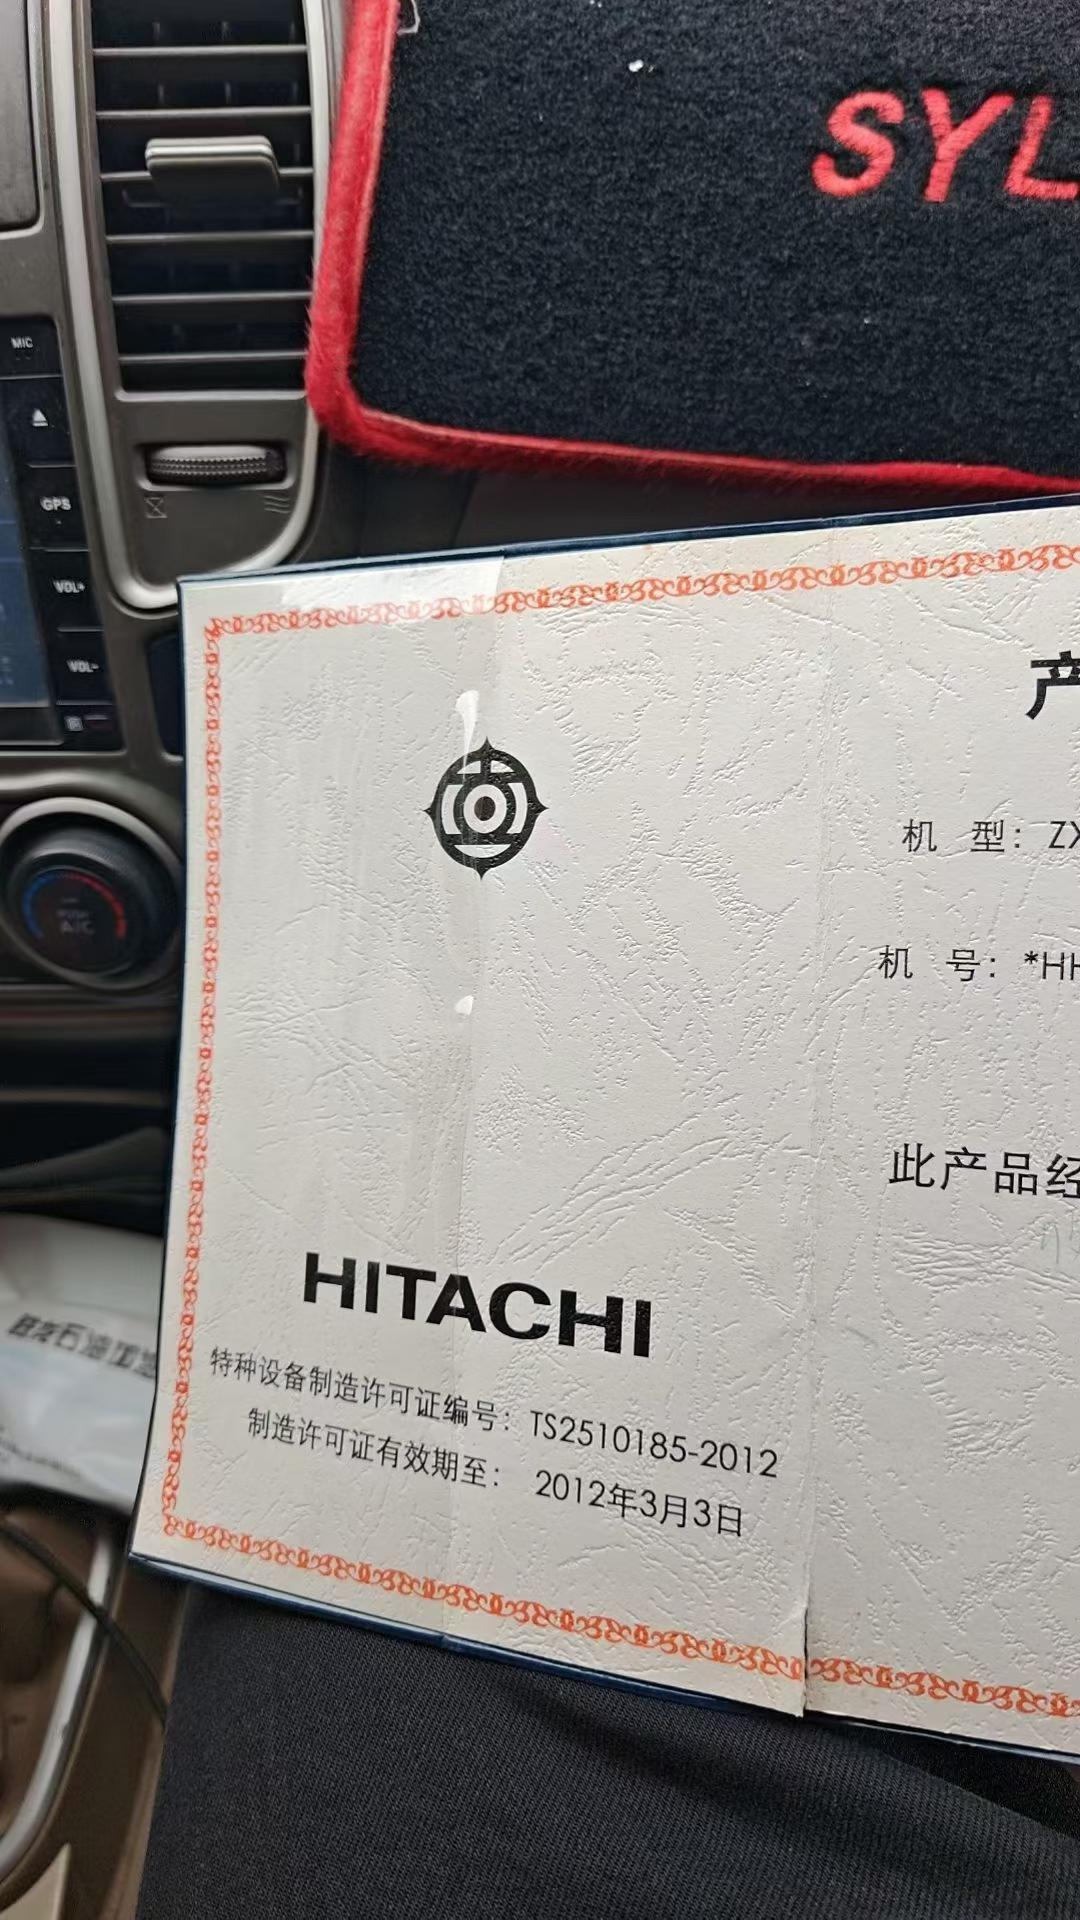 SYL
MIC
GPS
VOL+
VOL-
A/C
产
机 型: ZX
机 号: *HH
此产品经
HITACHI
特种设备制造许可证编号: TS2510185-2012
制造许可证有效期至: 2012年3月3日
石油